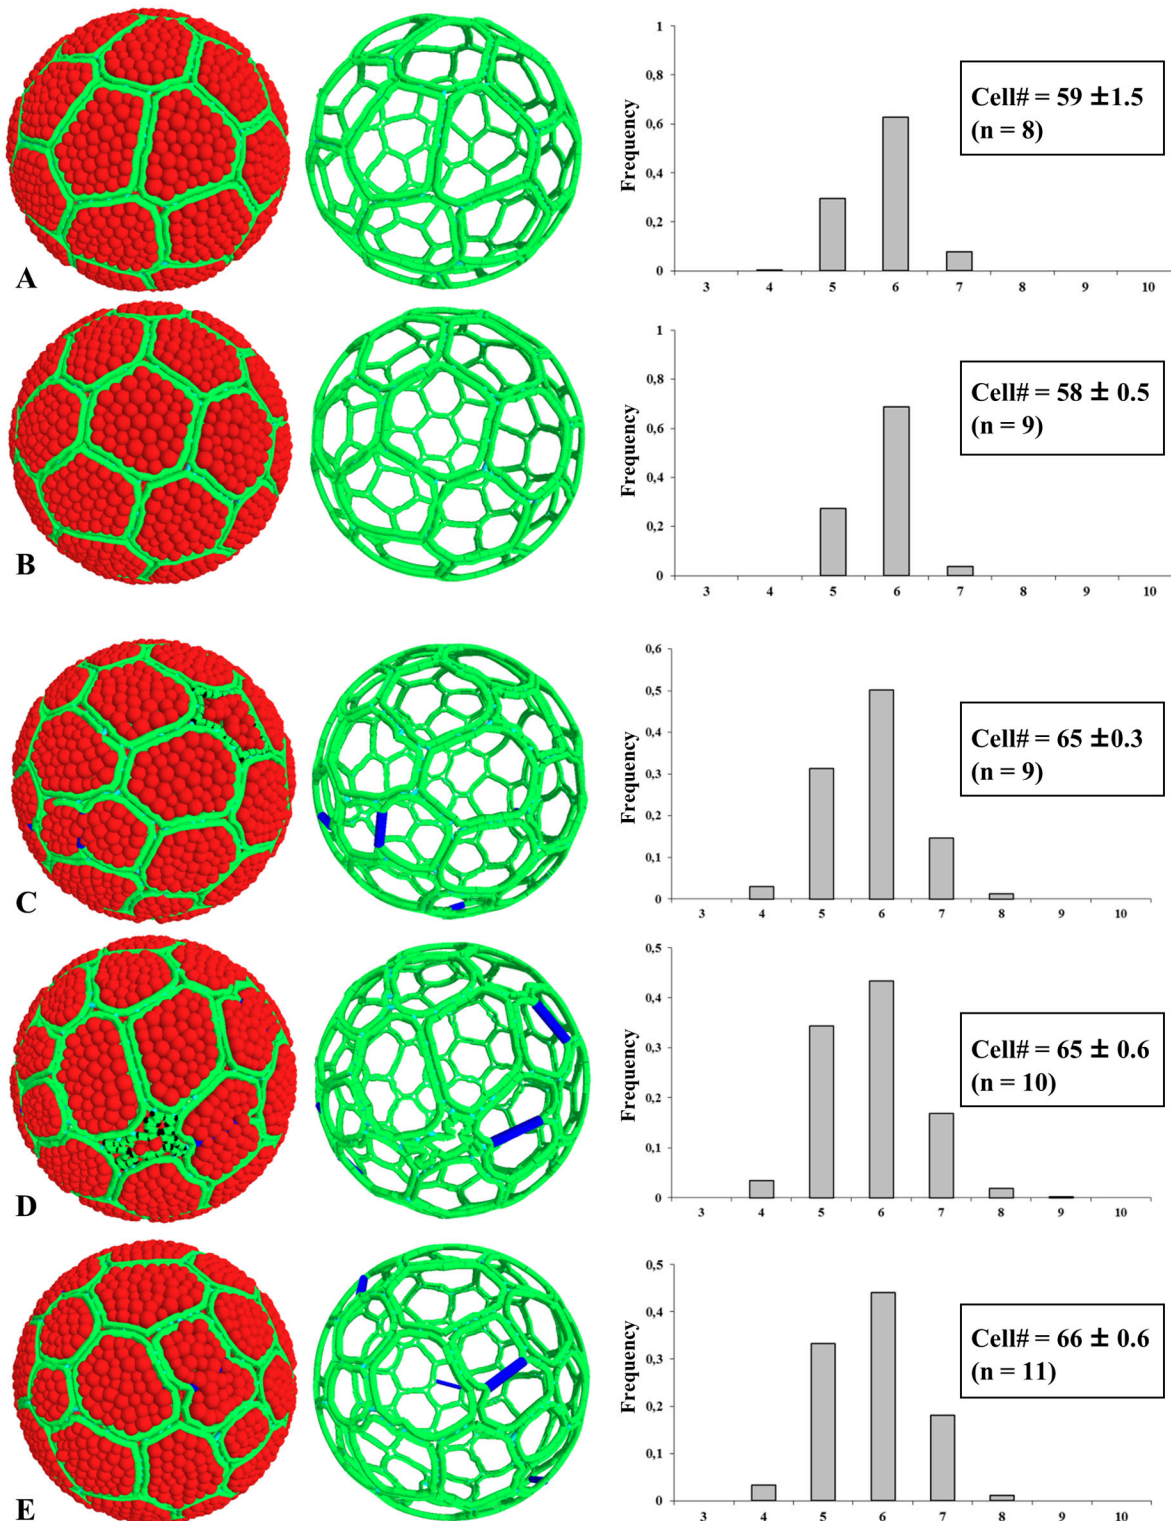 1
0,8
0,6
0,4
0,2
0
Frequency
Cell# = 59 ±1.5
(n = 8)
3 4 5 6 7 8 9 10
A
1
0,8
0,6
0,4
0,2
0
Frequency
Cell# = 58 ± 0.5
(n = 9)
3 4 5 6 7 8 9 10
B
0,6
0,5
0,4
0,3
0,2
0,1
0
Frequency
Cell# = 65 ±0.3
(n = 9)
3 4 5 6 7 8 9 10
C
0,5
0,4
0,3
0,2
0,1
0
Frequency
Cell# = 65 ± 0.6
(n = 10)
3 4 5 6 7 8 9 10
D
0,5
0,4
0,3
0,2
0,1
0
Frequency
Cell# = 66 ± 0.6
(n = 11)
3 4 5 6 7 8 9 10
E